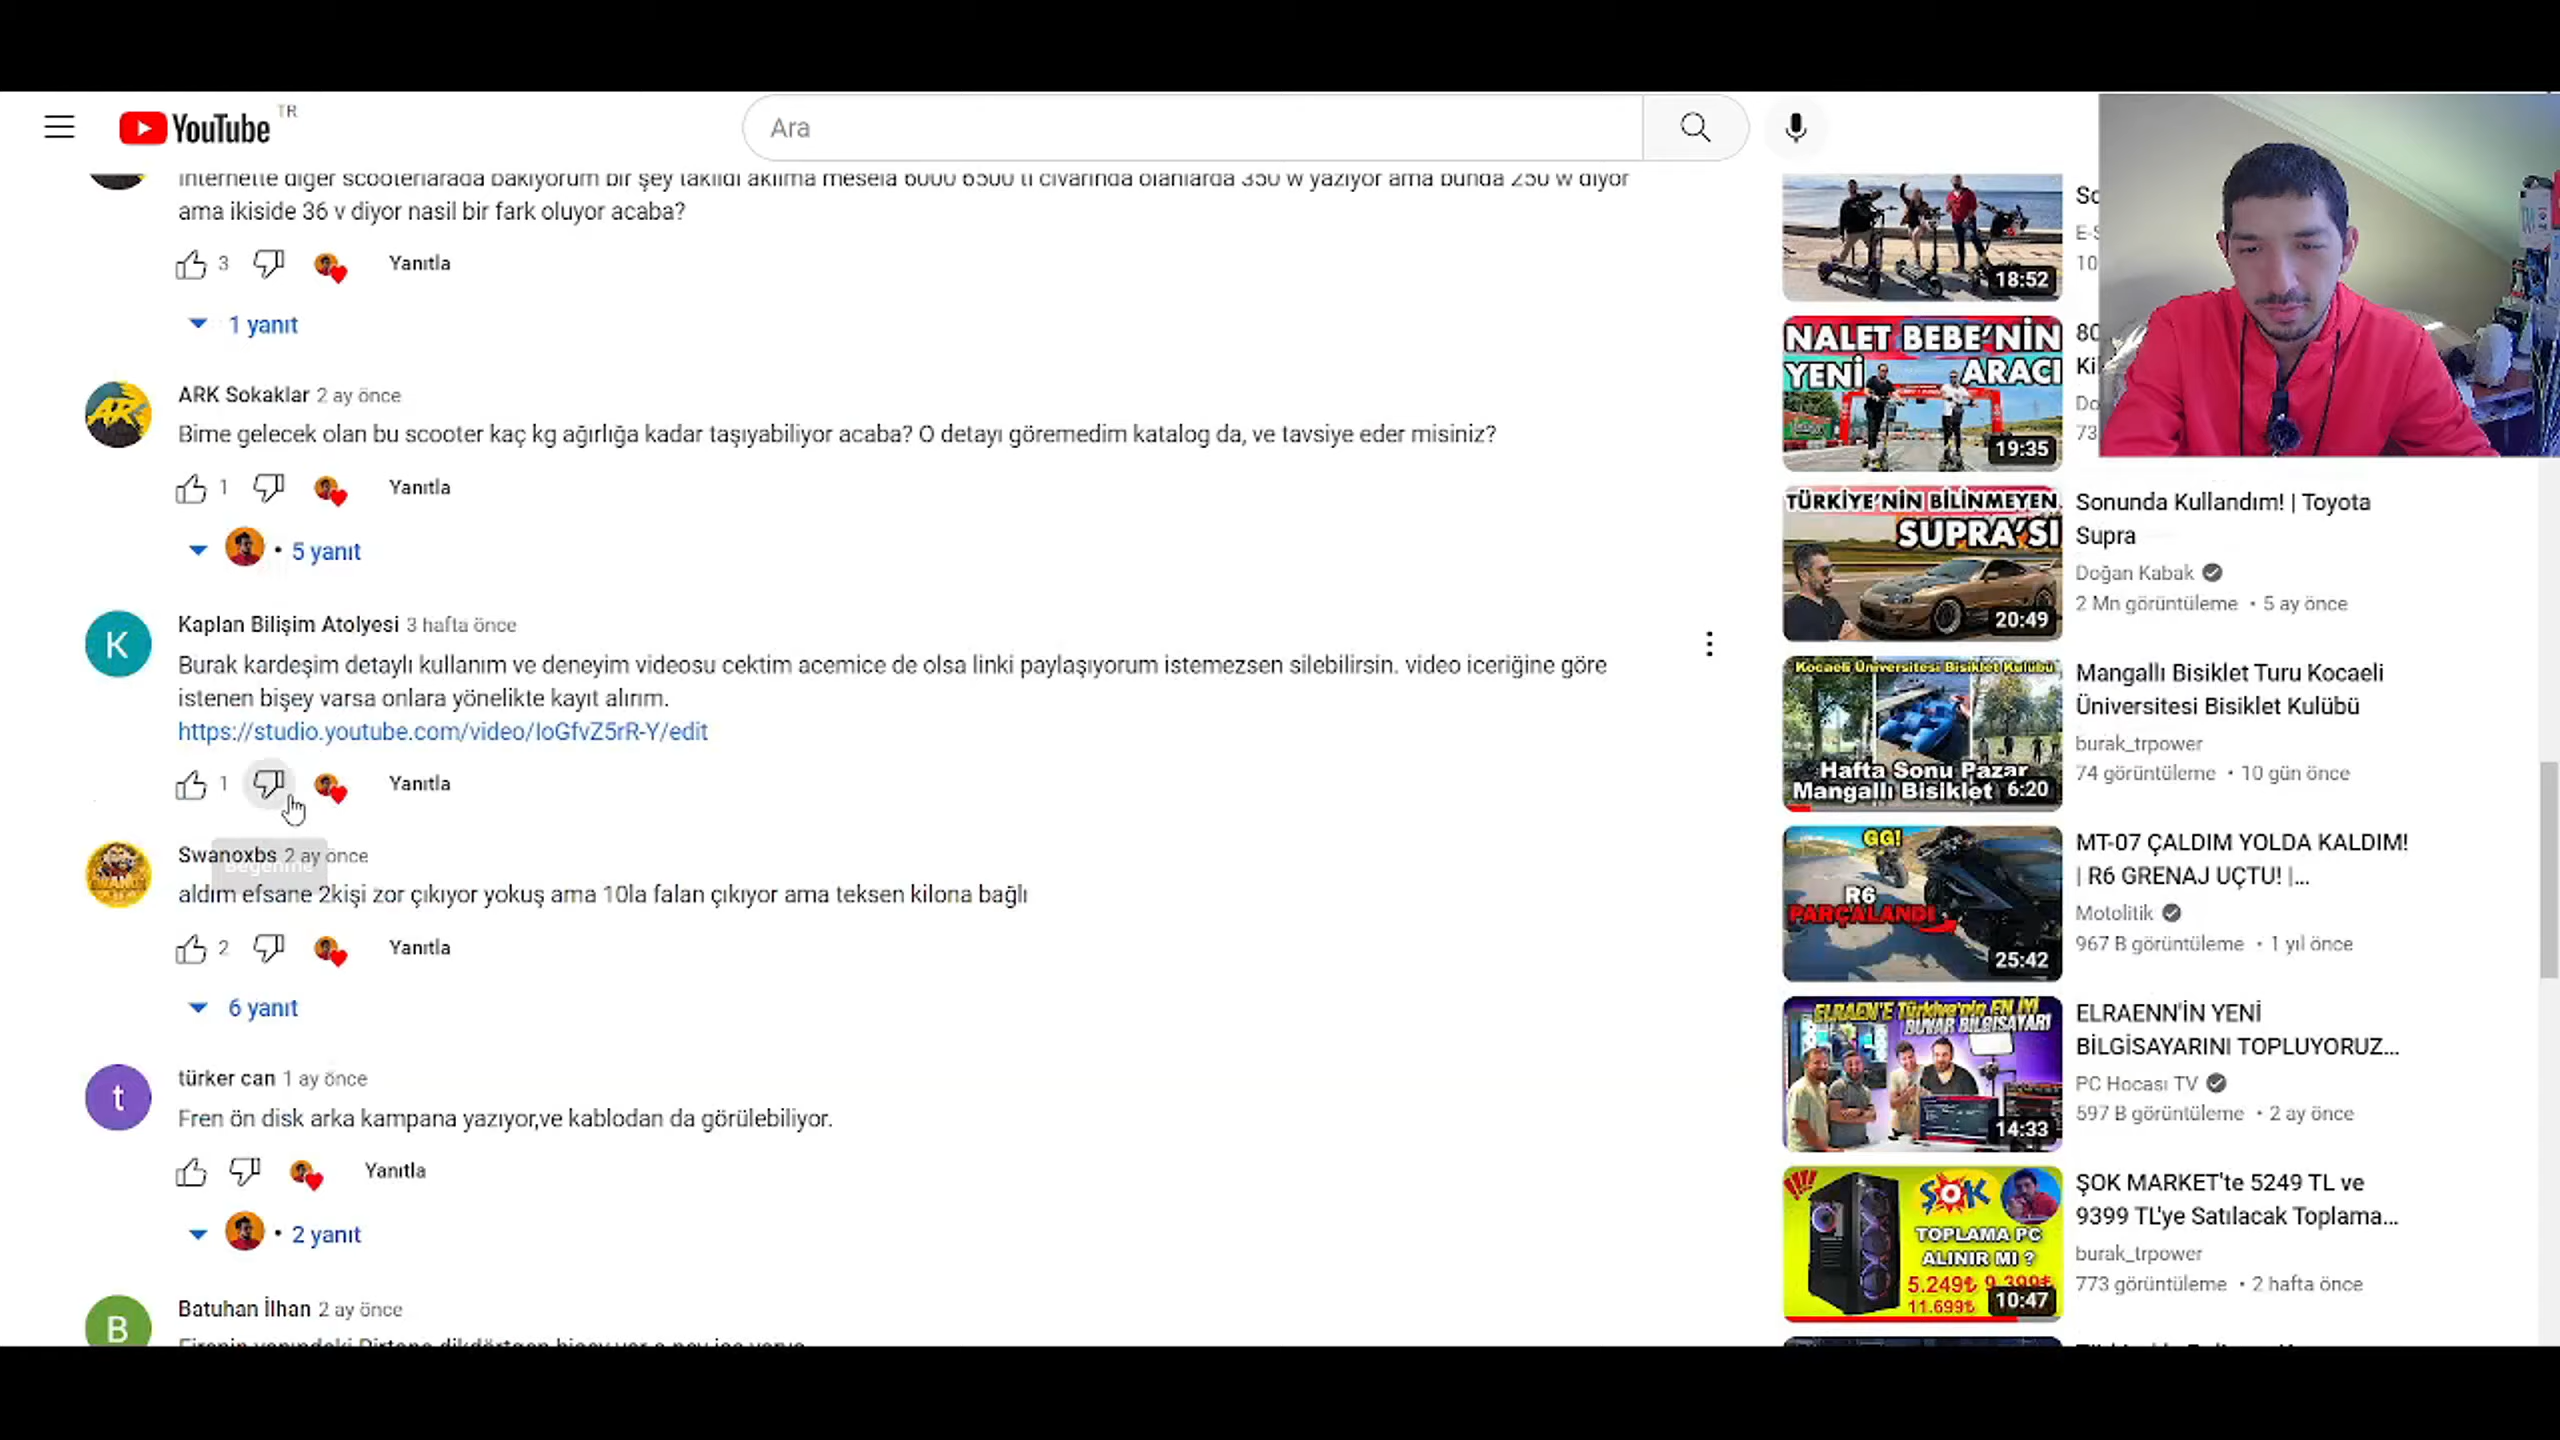 YouTube TR
Ara
internette diğer scooterlarada bakıyorum bir şey takıldı aklıma mesela 6000 6500 tl civarında olanlarda 350 w yazıyor ama bunda 250 w diyor
ama ikiside 36 v diyor nasil bir fark oluyor acaba?
3 Yanıtla
1 yanıt
ARK Sokaklar 2 ay önce
Bime gelecek olan bu scooter kaç kg ağırlığa kadar taşıyabiliyor acaba? O detayı göremedim katalog da, ve tavsiye eder misiniz?
1 Yanıtla
• 5 yanıt
K
Kaplan Bilişim Atolyesi 3 hafta önce
Burak kardeşim detaylı kullanım ve deneyim videosu cektim acemice de olsa linki paylaşıyorum istemezsen silebilirsin. video iceriğine göre
istenen bişey varsa onlara yönelikte kayıt alırım.
https://studio.youtube.com/video/IoGfvZ5rR-Y/edit
1 Yanıtla
Beğenme
Swanoxbs 2 ay önce
aldım efsane 2kişi zor çıkıyor yokuş ama 10la falan çıkıyor ama teksen kilona bağlı
2 Yanıtla
6 yanıt
t
türker can 1 ay önce
Fren ön disk arka kampana yazıyor,ve kablodan da görülebiliyor.
Yanıtla
• 2 yanıt
B
Batuhan İlhan 2 ay önce
18:52
Sc
E-S
10
NALET BEBE'NİN
YENİ ARACI
19:35
80
Ki
Do
73
TÜRKİYE'NİN BİLİNMEYEN
SUPRA'SI
20:49
Sonunda Kullandım! | Toyota
Supra
Doğan Kabak
2 Mn görüntüleme • 5 ay önce
Kocaeli Üniversitesi Bisiklet Kulübü
Hafta Sonu Pazar
Mangallı Bisiklet 6:20
Mangallı Bisiklet Turu Kocaeli
Üniversitesi Bisiklet Kulübü
burak_trpower
74 görüntüleme • 10 gün önce
GG!
R6
PARÇALANDI
25:42
MT-07 ÇALDIM YOLDA KALDIM!
| R6 GRENAJ UÇTU! |...
Motolitik
967 B görüntüleme • 1 yıl önce
ELRAEN'E Türkiye'nin EN İYİ
DUVAR BİLGİSAYARI
14:33
ELRAENN'İN YENİ
BİLGİSAYARINI TOPLUYORUZ...
PC Hocası TV
597 B görüntüleme • 2 ay önce
!!!
ŞOK
TOPLAMA PC
ALINIR MI ?
5.249₺ 9.399₺
11.699₺ 10:47
ŞOK MARKET'te 5249 TL ve
9399 TL'ye Satılacak Toplama...
burak_trpower
773 görüntüleme • 2 hafta önce